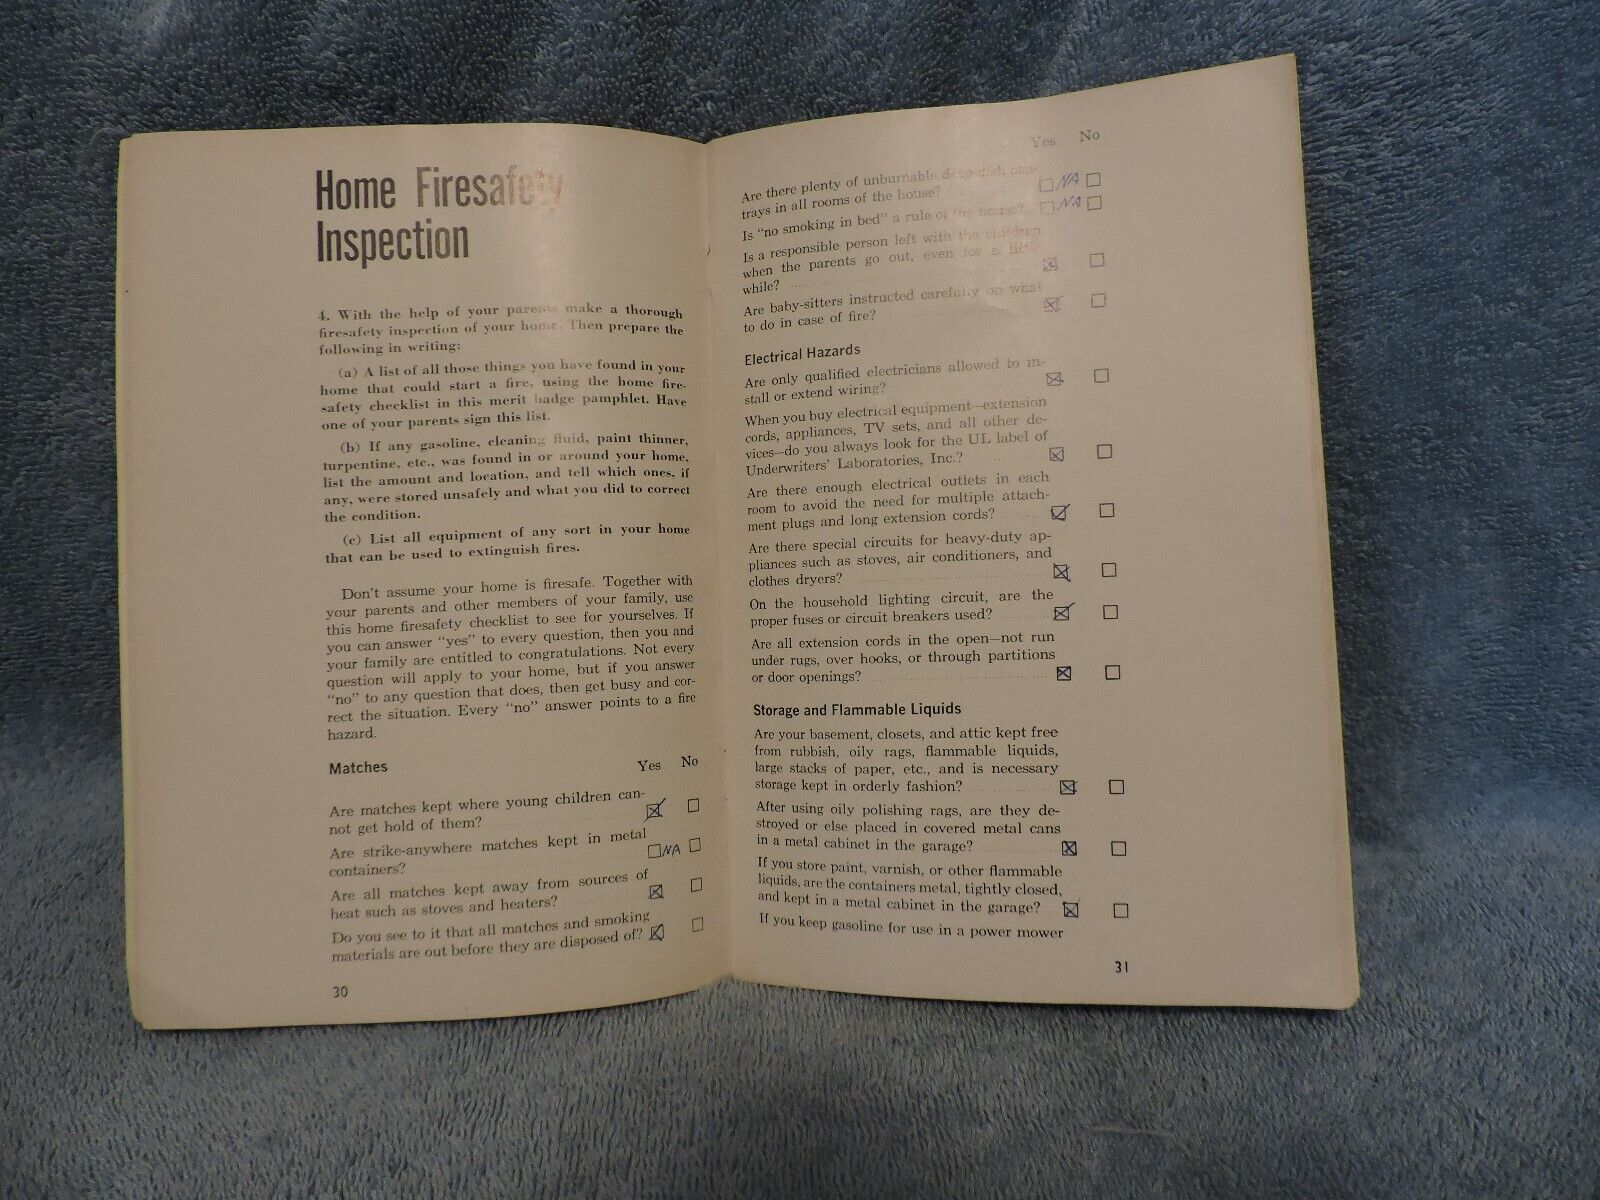 Home Firesafety
Inspection
4. With the help of your parents make a thorough
firesafety inspection of your home. Then prepare the
following in writing:
(a) A list of all those things you have found in your
home that could start a fire, using the home fire-
safety checklist in this merit badge pamphlet. Have
one of your parents sign this list.
(b) If any gasoline, cleaning fluid, paint thinner,
turpentine, etc., was found in or around your home,
list the amount and location, and tell which ones, if
any, were stored unsafely and what you did to correct
the condition.
(c) List all equipment of any sort in your home
that can be used to extinguish fires.
Don't assume your home is firesafe. Together with
your parents and other members of your family, use
this home firesafety checklist to see for yourselves. If
you can answer "yes" to every question, then you and
your family are entitled to congratulations. Not every
question will apply to your home, but if you answer
"no" to any question that does, then get busy and cor-
rect the situation. Every "no" answer points to a fire
hazard.
Matches Yes No
Are matches kept where young children can-
not get hold of them?
Are strike-anywhere matches kept in metal
containers? NA
Are all matches kept away from sources of
heat such as stoves and heaters?
Do you see to it that all matches and smoking
materials are out before they are disposed of?
30
Yes No
Are there plenty of unburnable deep-dish ash-
trays in all rooms of the house? NA
Is "no smoking in bed" a rule of the house? NA
Is a responsible person left with the children
when the parents go out, even for a little
while?
Are baby-sitters instructed carefully on what
to do in case of fire?
Electrical Hazards
Are only qualified electricians allowed to in-
stall or extend wiring?
When you buy electrical equipment—extension
cords, appliances, TV sets, and all other de-
vices—do you always look for the UL label of
Underwriters' Laboratories, Inc.?
Are there enough electrical outlets in each
room to avoid the need for multiple attach-
ment plugs and long extension cords?
Are there special circuits for heavy-duty ap-
pliances such as stoves, air conditioners, and
clothes dryers?
On the household lighting circuit, are the
proper fuses or circuit breakers used?
Are all extension cords in the open—not run
under rugs, over hooks, or through partitions
or door openings?
Storage and Flammable Liquids
Are your basement, closets, and attic kept free
from rubbish, oily rags, flammable liquids,
large stacks of paper, etc., and is necessary
storage kept in orderly fashion?
After using oily polishing rags, are they de-
stroyed or else placed in covered metal cans
in a metal cabinet in the garage?
If you store paint, varnish, or other flammable
liquids, are the containers metal, tightly closed,
and kept in a metal cabinet in the garage?
If you keep gasoline for use in a power mower
31